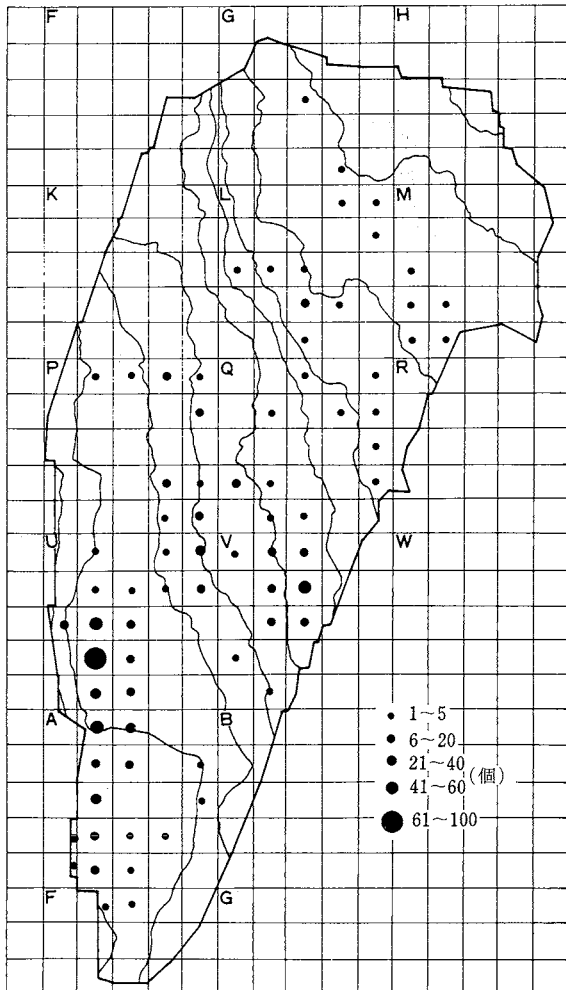 F G H
K L M
P Q R
U V W
A B
F G
1～5
6～20
21～40
41～60
(個)
61～100